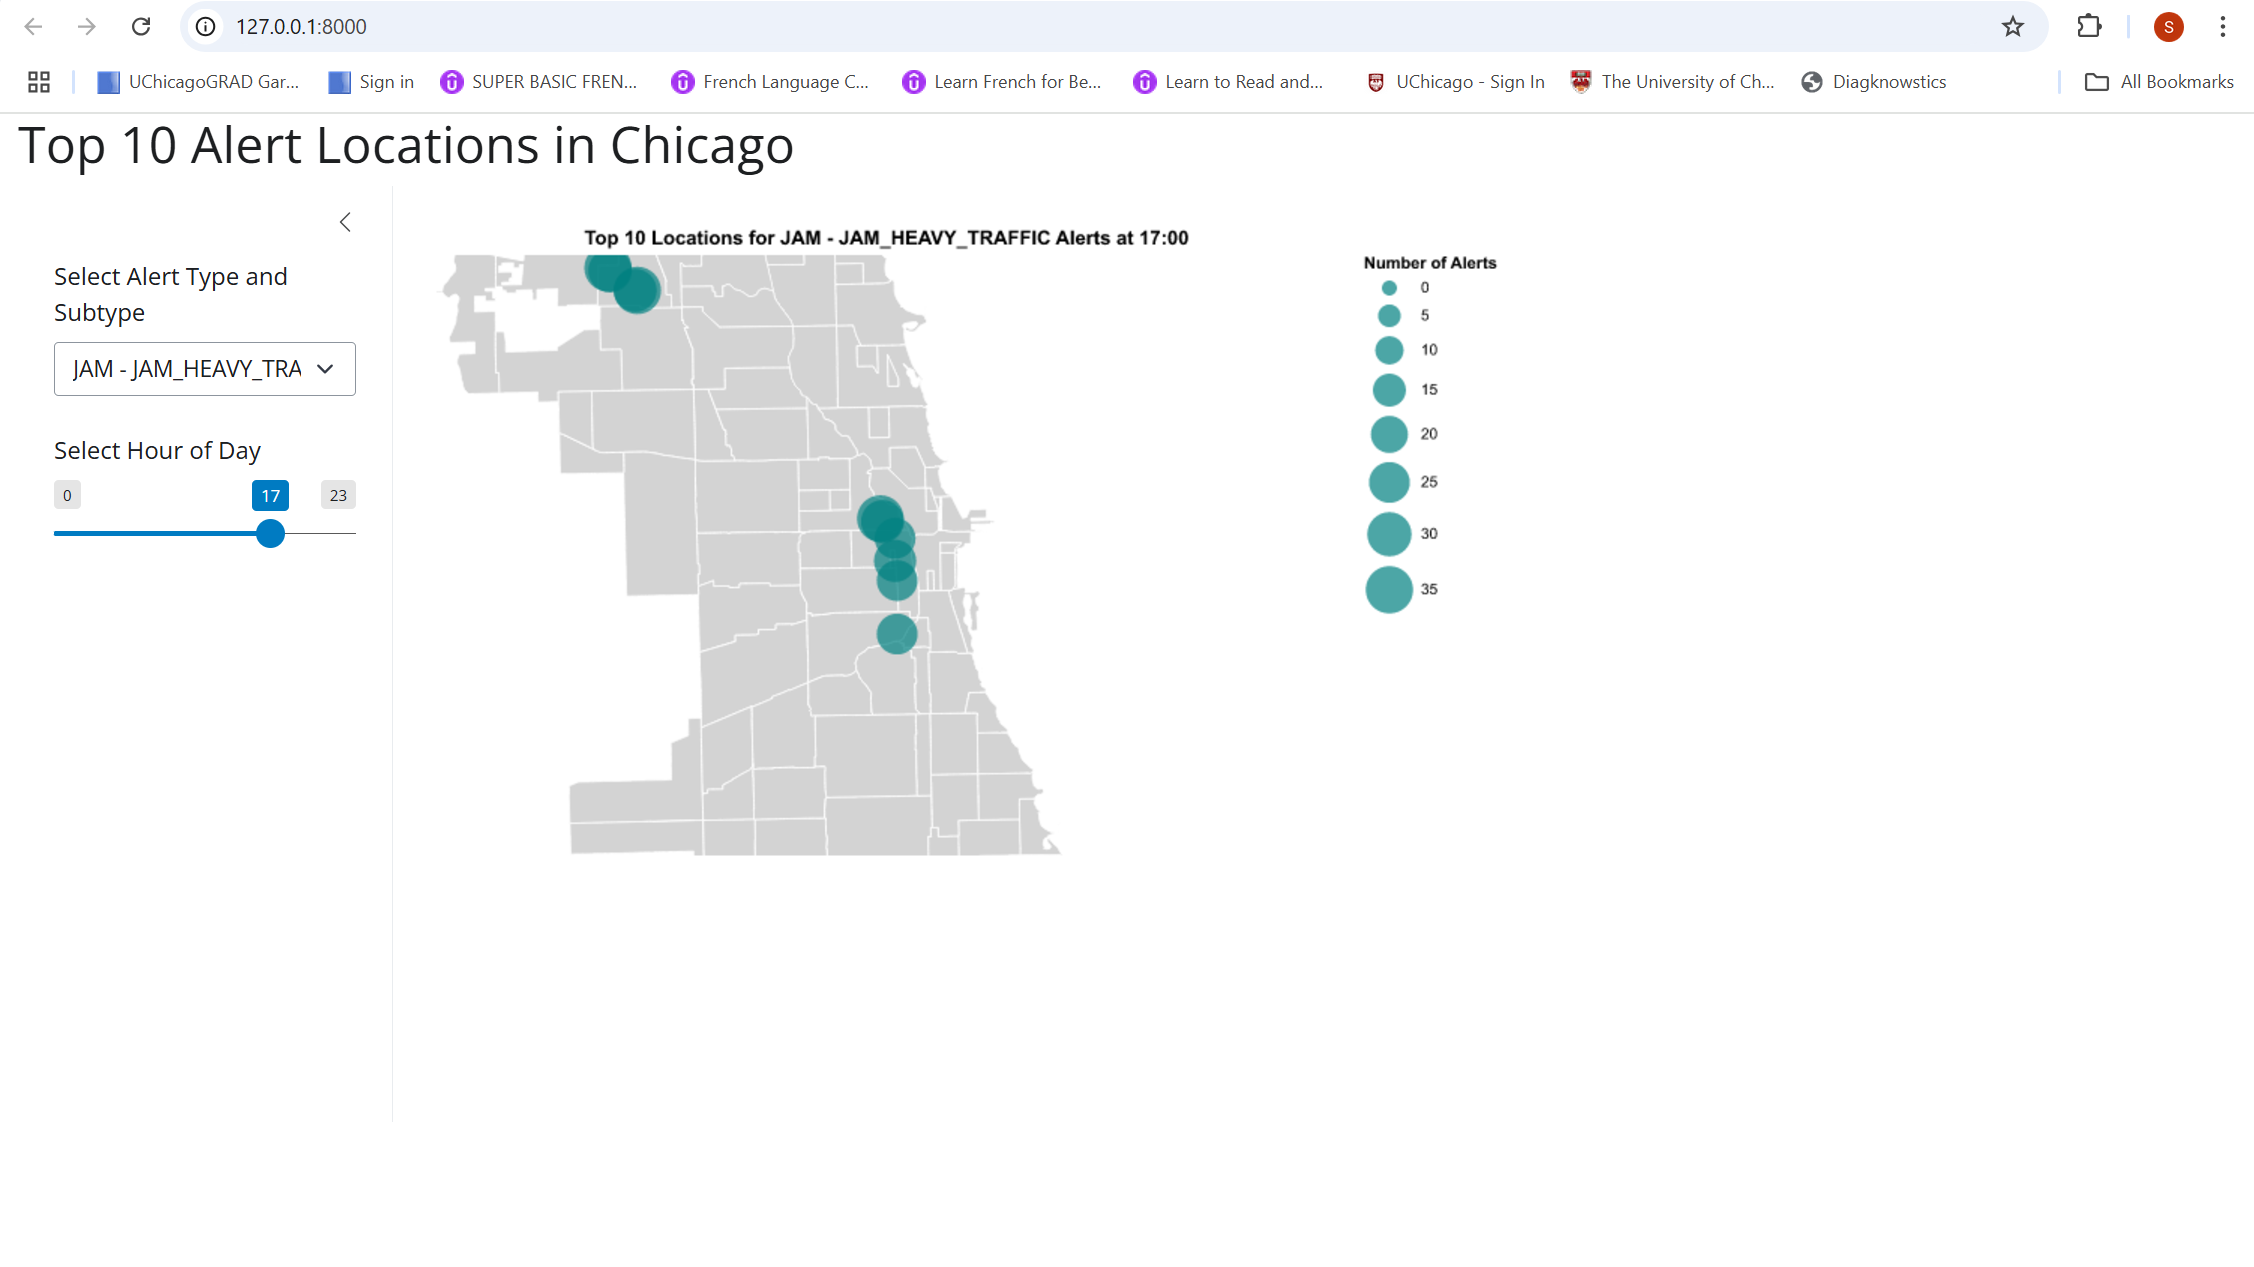 127.0.0.1:8000
S
UChicagoGRAD Gar...
Sign in
SUPER BASIC FREN...
French Language C...
Learn French for Be...
Learn to Read and...
UChicago - Sign In
The University of Ch...
Diagknowstics
All Bookmarks
Top 10 Alert Locations in Chicago
Select Alert Type and
Subtype
JAM - JAM_HEAVY_TRA
Select Hour of Day
0
17
23
Top 10 Locations for JAM - JAM_HEAVY_TRAFFIC Alerts at 17:00
Number of Alerts
0
5
10
15
20
25
30
35